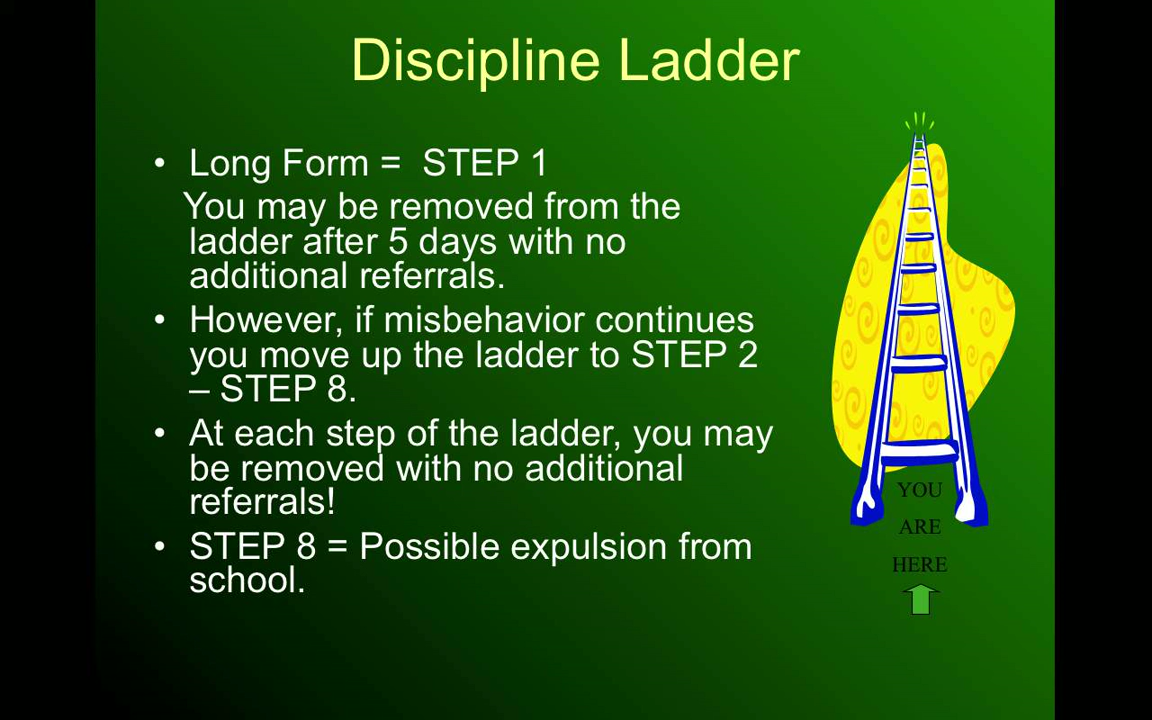 Discipline Ladder
• Long Form =  STEP 1
You may be removed from the
ladder after 5 days with no
additional referrals.
• However, if misbehavior continues
you move up the ladder to STEP 2
– STEP 8.
• At each step of the ladder, you may
be removed with no additional
referrals!
• STEP 8 = Possible expulsion from
school.
YOU
ARE
HERE